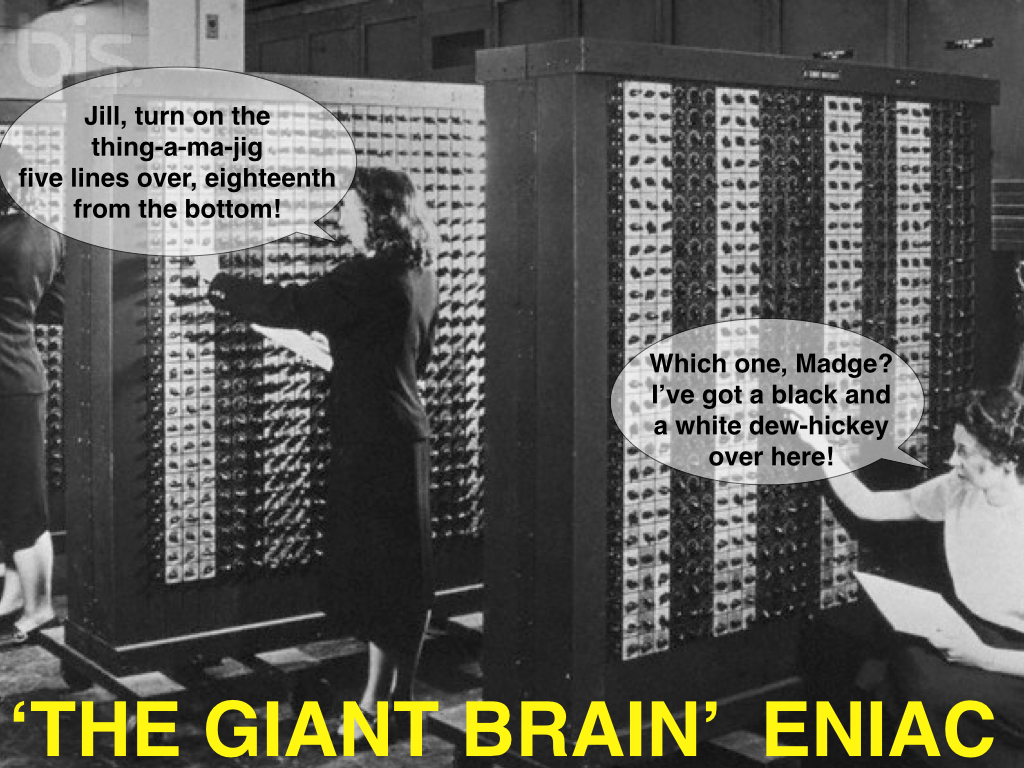 bis.
Jill, turn on the
thing-a-ma-jig
five lines over, eighteenth
from the bottom!
Which one, Madge?
I’ve got a black and
a white dew-hickey
over here!
‘THE GIANT BRAIN’ ENIAC